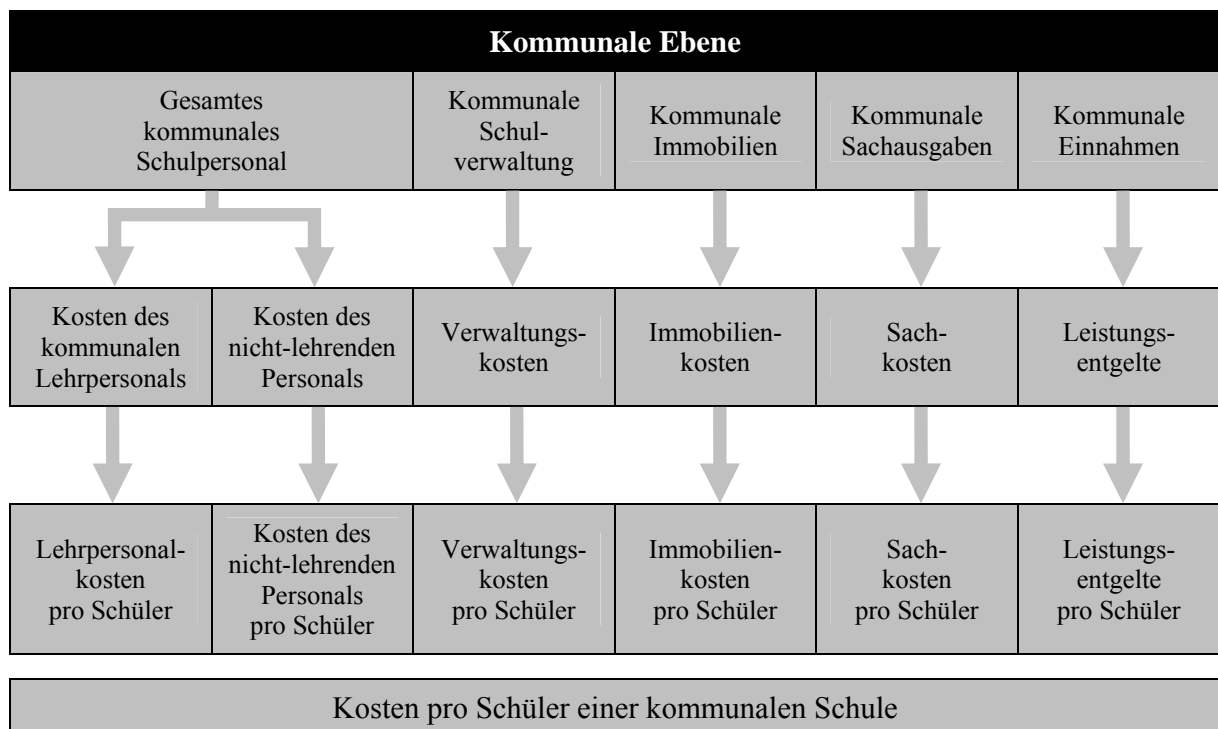 Kommunale Ebene
Gesamtes
kommunales
Schulpersonal
Kommunale
Schul-
verwaltung
Kommunale
Immobilien
Kommunale
Sachausgaben
Kommunale
Einnahmen
Kosten des
kommunalen
Lehrpersonals
Kosten des
nicht-lehrenden
Personals
Verwaltungs-
kosten
Immobilien-
kosten
Sach-
kosten
Leistungs-
entgelte
Lehrpersonal-
kosten
pro Schüler
Kosten des
nicht-lehrenden
Personals
pro Schüler
Verwaltungs-
kosten
pro Schüler
Immobilien-
kosten
pro Schüler
Sach-
kosten
pro Schüler
Leistungs-
entgelte
pro Schüler
Kosten pro Schüler einer kommunalen Schule